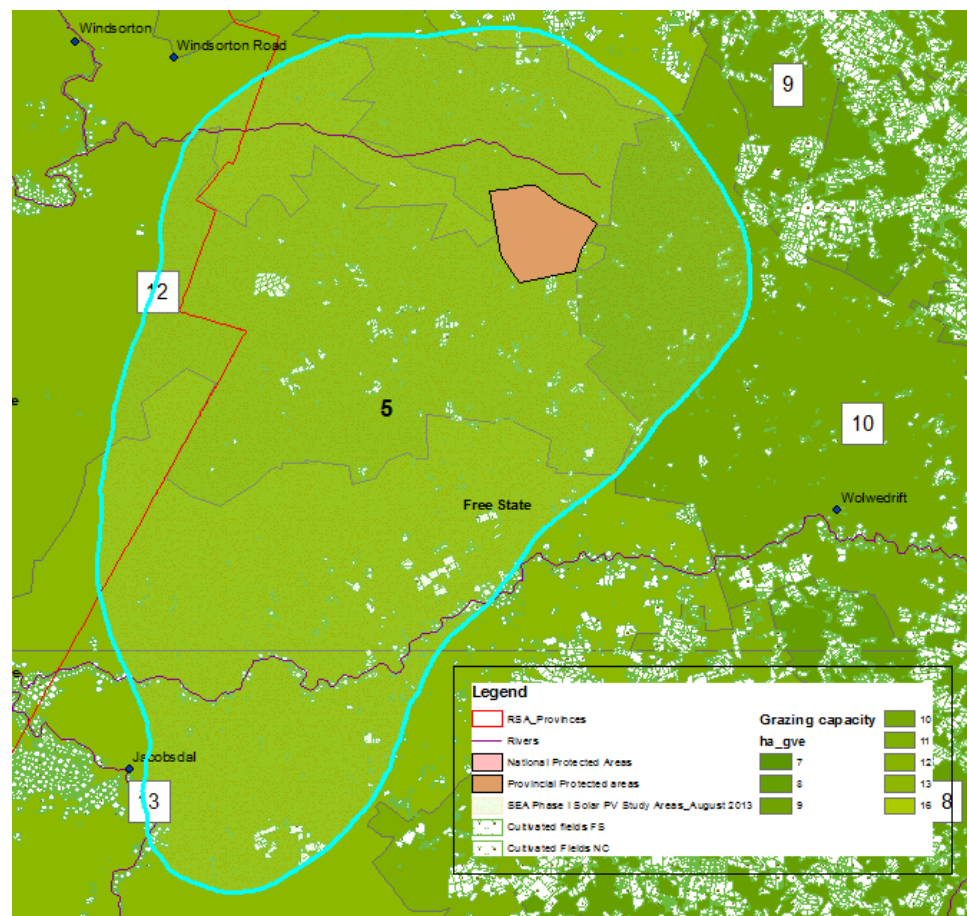 Windsorton
Windsorton Road
9
12
e
5
10
Free State
Wolwedrift
e
Jacobsdal
13
8
Legend
RSA_Provinces
Rivers
National Protected Areas
Provincial Protected areas
SEA Phase I Solar PV Study Areas_August 2013
Cultivated fields FS
Cultivated Fields NC
Grazing capacity
ha_gve
7
8
9
10
11
12
13
16